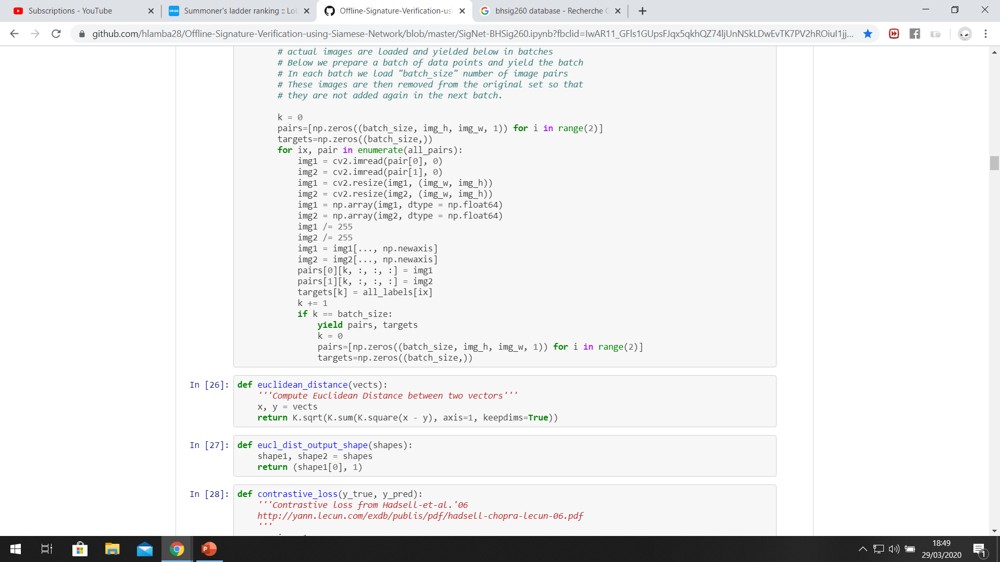 Subscriptions - YouTube
Summoner's ladder ranking :: Lo
Offline-Signature-Verification-usi
bhsig260 database - Recherche G
github.com/hlamba28/Offline-Signature-Verification-using-Siamese-Network/blob/master/SigNet-BHSig260.ipynb?fbclid=IwAR11_GFIs1GUpsFJqx5qkhQZ74IjUnNSkLDwEvTK7PV2hROiuI1jj...
# actual images are loaded and yielded below in batches
# Below we prepare a batch of data points and yield the batch
# In each batch we load "batch_size" number of image pairs
# These images are then removed from the original set so that
# they are not added again in the next batch.
k = 0
pairs=[np.zeros((batch_size, img_h, img_w, 1)) for i in range(2)]
targets=np.zeros((batch_size,))
for ix, pair in enumerate(all_pairs):
img1 = cv2.imread(pair[0], 0)
img2 = cv2.imread(pair[1], 0)
img1 = cv2.resize(img1, (img_w, img_h))
img2 = cv2.resize(img2, (img_w, img_h))
img1 = np.array(img1, dtype = np.float64)
img2 = np.array(img2, dtype = np.float64)
img1 /= 255
img2 /= 255
img1 = img1[..., np.newaxis]
img2 = img2[..., np.newaxis]
pairs[0][k, :, :, :] = img1
pairs[1][k, :, :, :] = img2
targets[k] = all_labels[ix]
k += 1
if k == batch_size:
yield pairs, targets
k = 0
pairs=[np.zeros((batch_size, img_h, img_w, 1)) for i in range(2)]
targets=np.zeros((batch_size,))
In [26]: def euclidean_distance(vects):
'''Compute Euclidean Distance between two vectors'''
x, y = vects
return K.sqrt(K.sum(K.square(x - y), axis=1, keepdims=True))
In [27]: def eucl_dist_output_shape(shapes):
shape1, shape2 = shapes
return (shape1[0], 1)
In [28]: def contrastive_loss(y_true, y_pred):
'''Contrastive loss from Hadsell-et-al.'06
http://yann.lecun.com/exdb/publis/pdf/hadsell-chopra-lecun-06.pdf
'''
18:49
29/03/2020
1